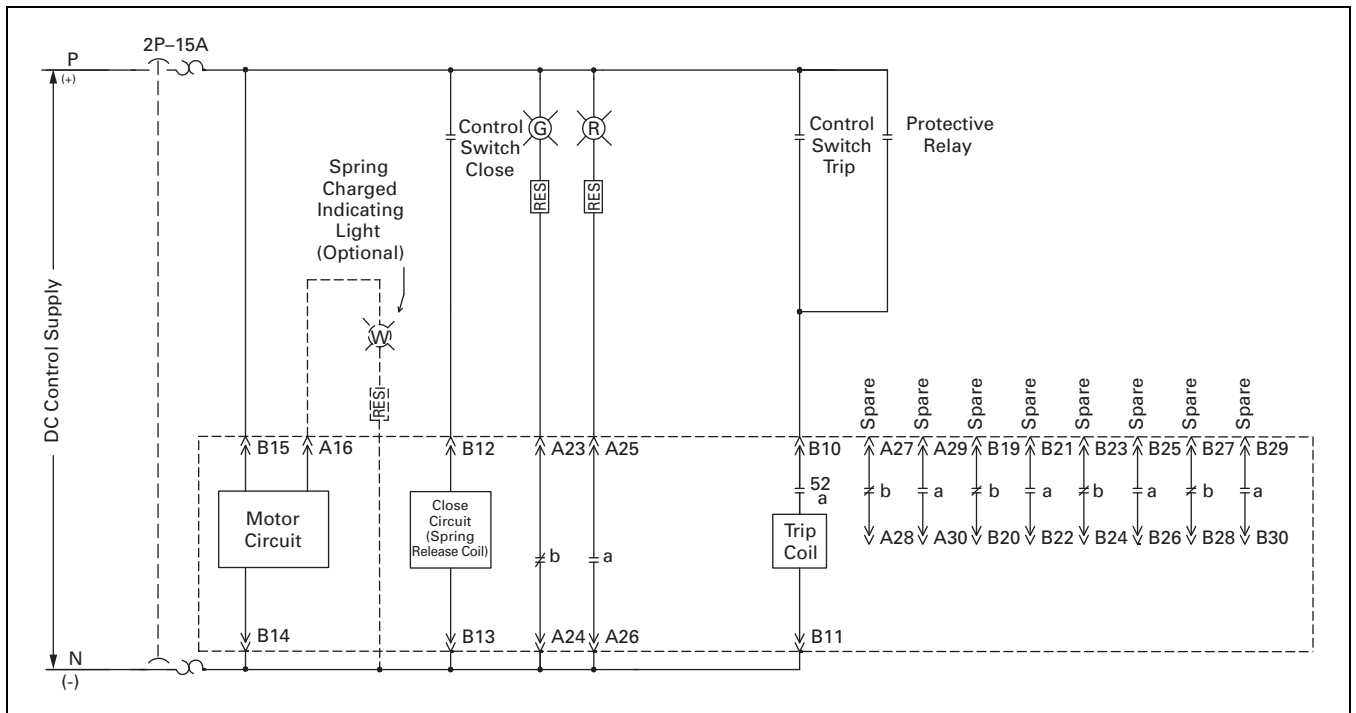 2P–15A
P
(+)
Control
Switch
Close
G
R
Control
Switch
Trip
Protective
Relay
Spring
Charged
Indicating
Light
(Optional)
RES
RES
DC Control Supply
W
RES
Spare
Spare
Spare
Spare
Spare
Spare
Spare
Spare
B15
A16
B12
A23
A25
B10
A27
A29
B19
B21
B23
B25
B27
B29
52
a
b
a
b
a
b
a
b
a
Motor
Circuit
Close
Circuit
(Spring
Release Coil)
Trip
Coil
A28
A30
B20
B22
B24
B26
B28
B30
b
a
B14
B13
A24
A26
B11
N
(-)